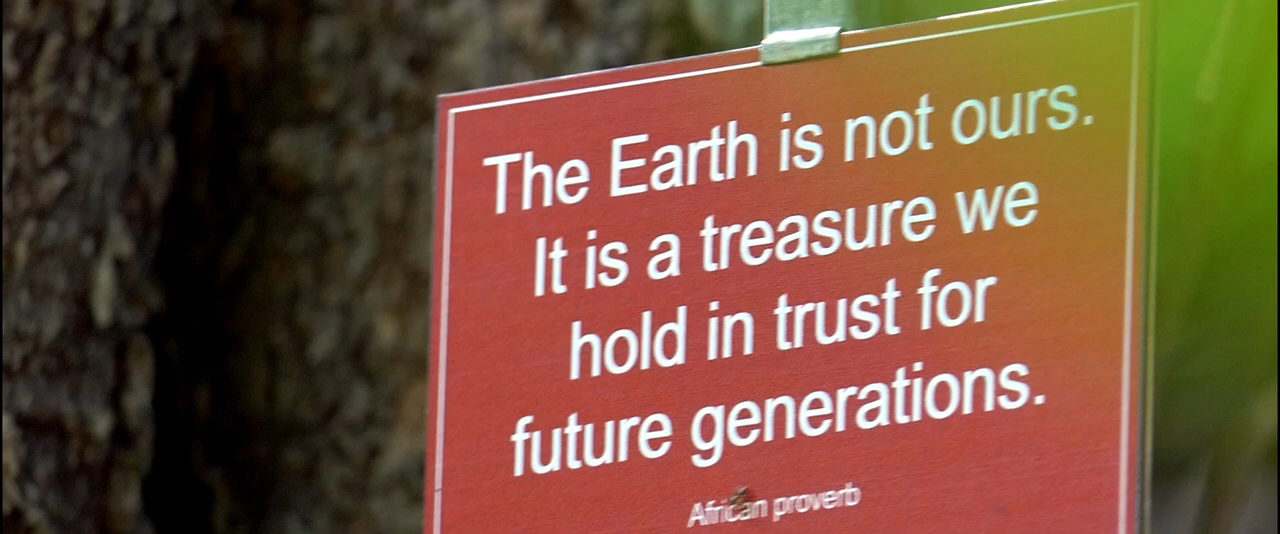 The Earth is not ours.
It is a treasure we
hold in trust for
future generations.
African proverb